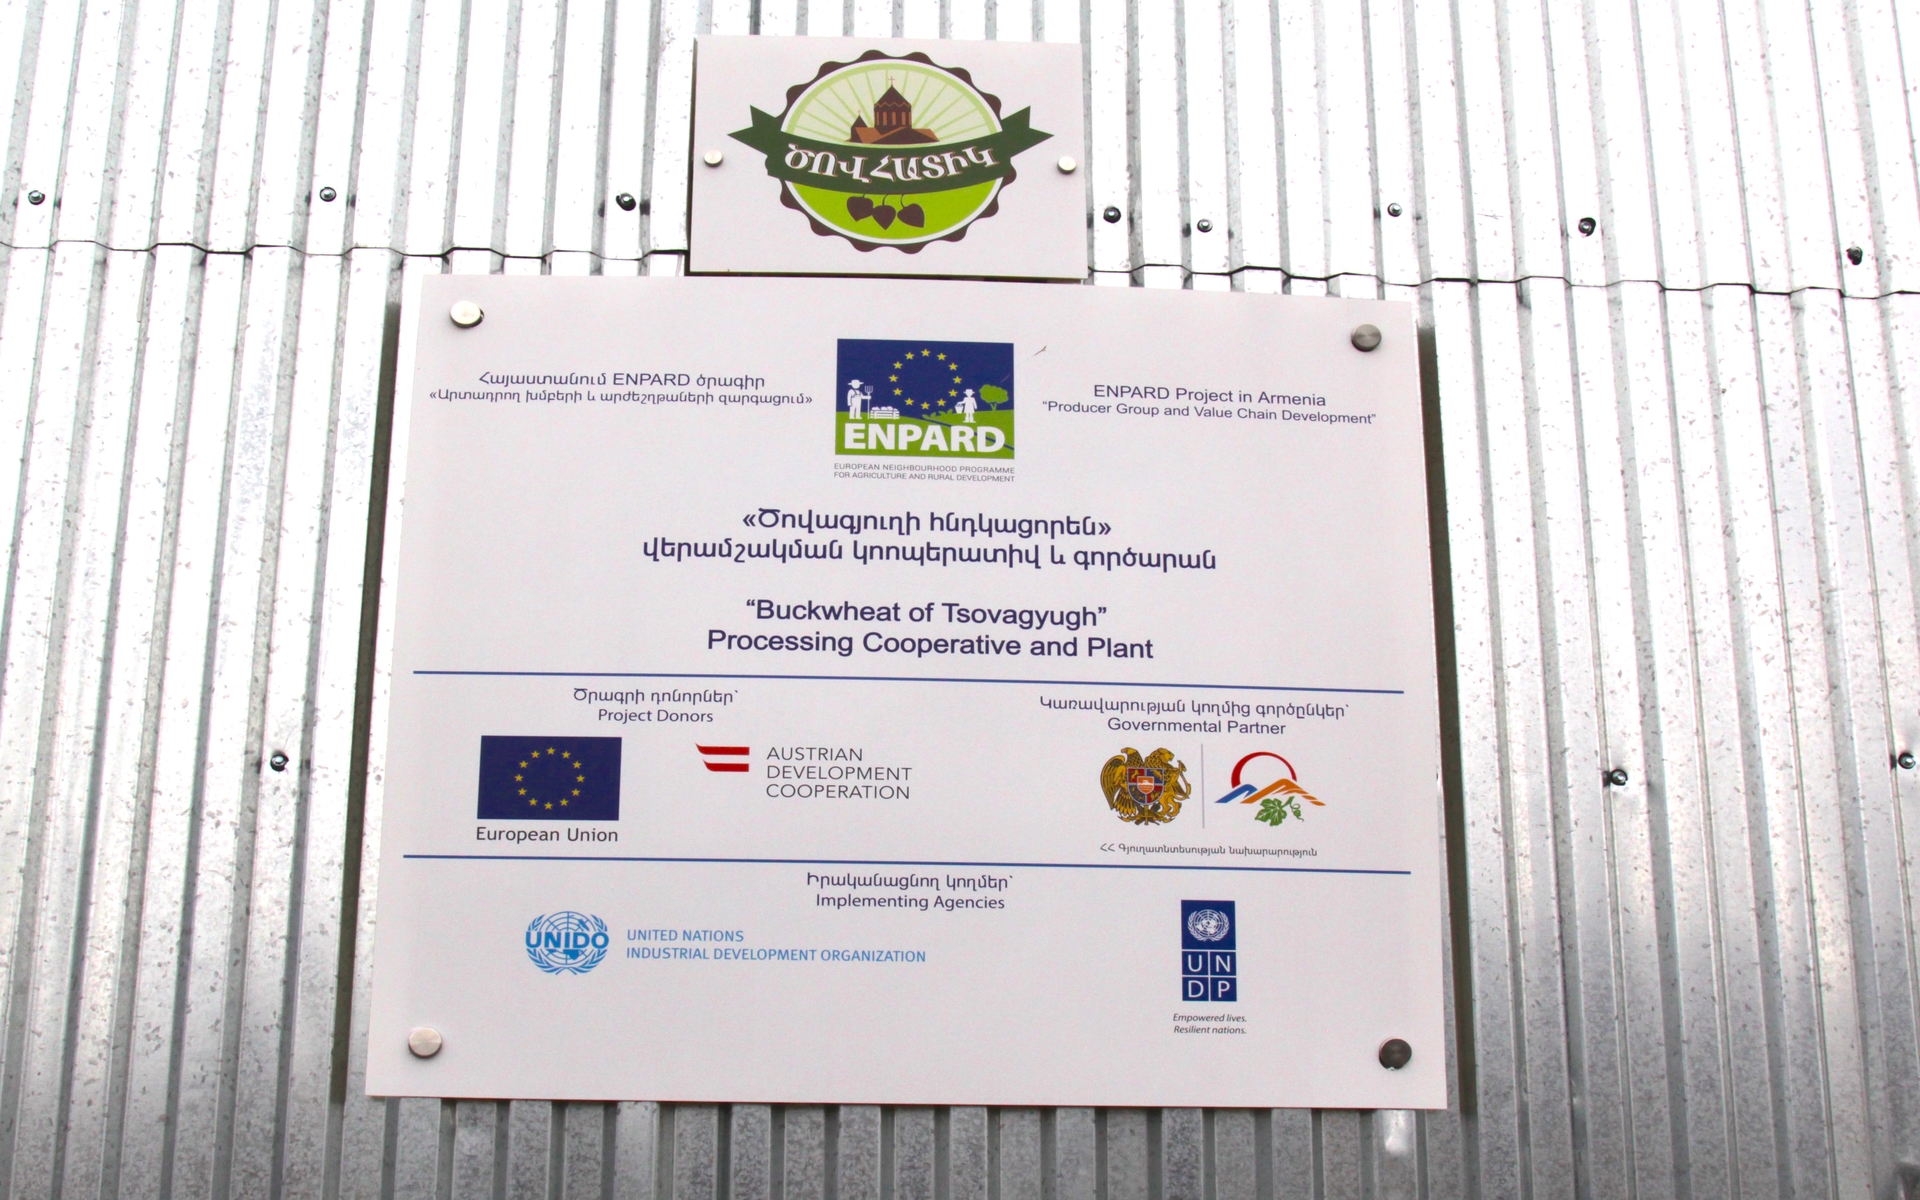 ԾՈՎՀԱՏԻԿ
Հայաստանում ENPARD ծրագիր
«Արտադրող խմբերի և արժեշղթաների զարգացում»
ENPARD
EUROPEAN NEIGHBOURHOOD PROGRAMME
FOR AGRICULTURE AND RURAL DEVELOPMENT
ENPARD Project in Armenia
“Producer Group and Value Chain Development”
«Ծովագյուղի հնդկացորեն»
վերամշակման կոոպերատիվ և գործարան
“Buckwheat of Tsovagyugh”
Processing Cooperative and Plant
Ծրագրի դոնորներ՝
Project Donors
European Union
AUSTRIAN
DEVELOPMENT
COOPERATION
Կառավարության կողմից գործընկեր՝
Governmental Partner
ՀՀ Գյուղատնտեսության նախարարություն
Իրականացնող կողմեր՝
Implementing Agencies
UNIDO
UNITED NATIONS
INDUSTRIAL DEVELOPMENT ORGANIZATION
U N
D P
Empowered lives.
Resilient nations.